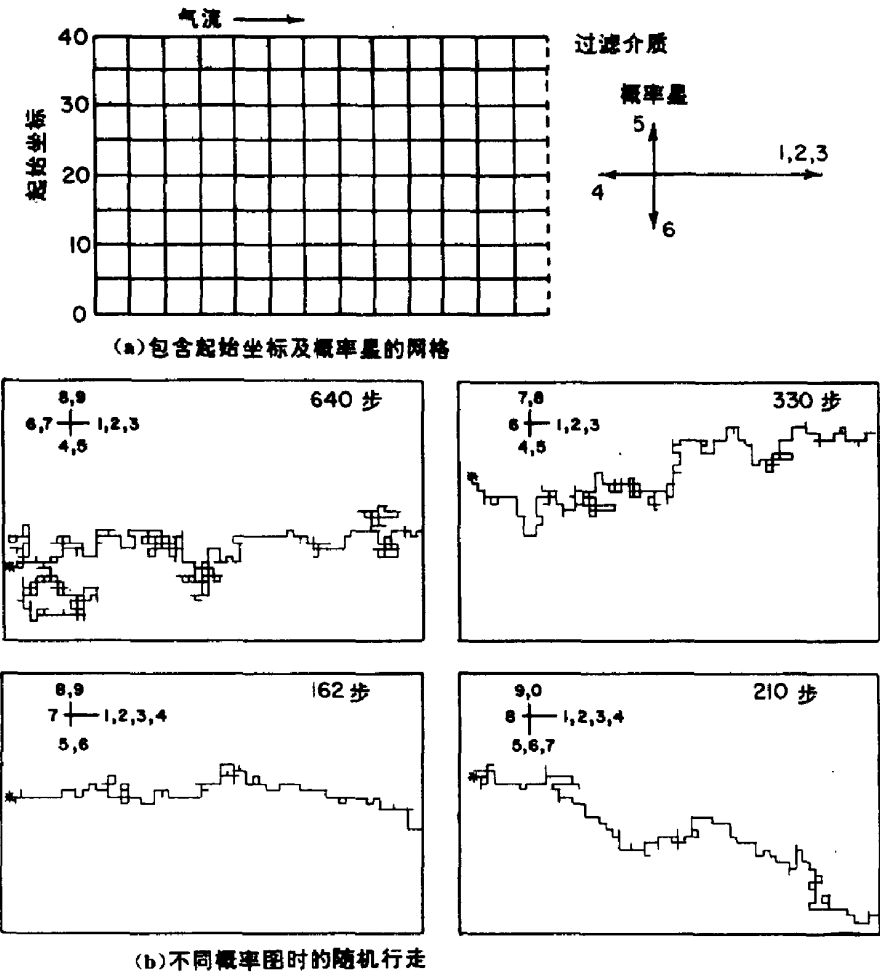 气流
过滤介质
起始坐标
40
30
20
10
0
概率星
5
1,2,3
4
6
(a)包含起始坐标及概率星的网格
8,9
6,7
1,2,3
4,5
640 步
7,8
6
1,2,3
4,5
330 步
8,9
7
1,2,3,4
5,6
162 步
9,0
8
1,2,3,4
5,6,7
210 步
(b)不同概率图时的随机行走